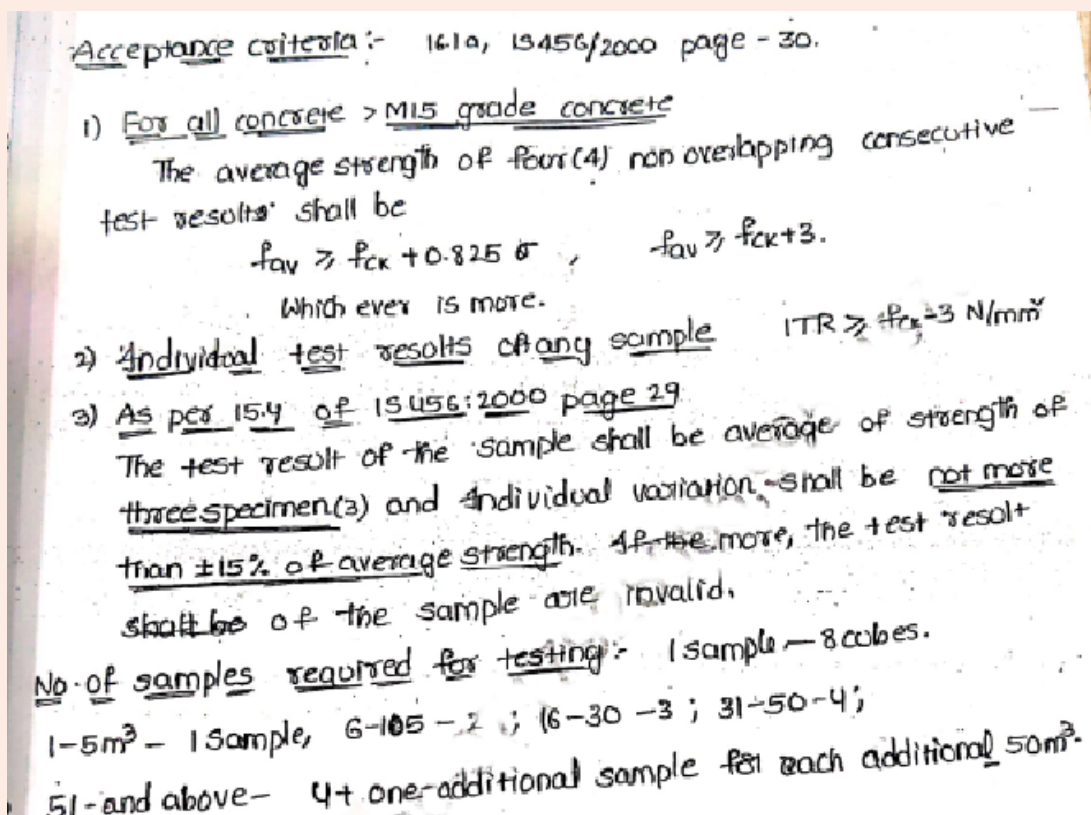 Acceptance criteria :- 16.1a, IS456/2000 page - 30.
1) For all concrete > M15 grade concrete
The average strength of four(4) non overlapping consecutive
test results shall be
fav ≥ fck + 0.825 σ , fav ≥ fck+3.
Which ever is more.
2) Individual test results of any sample ITR ≥ fck-3 N/mm²
3) As per 15.4 of IS456:2000 page 29
The test result of the sample shall be average of strength of
three specimen(3) and individual variation shall be not more
than ±15% of average strength. If the more, the test result
shall be of the sample are invalid.
No. of samples required for testing :- 1 sample - 8 cubes.
1-5m³ - 1 Sample, 6-105 - 2 ; 16-30 -3 ; 31-50-4 ;
51-and above- 4+ one-additional sample for each additional 50m³.